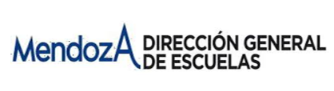 MendozA DIRECCIÓN GENERAL
DE ESCUELAS